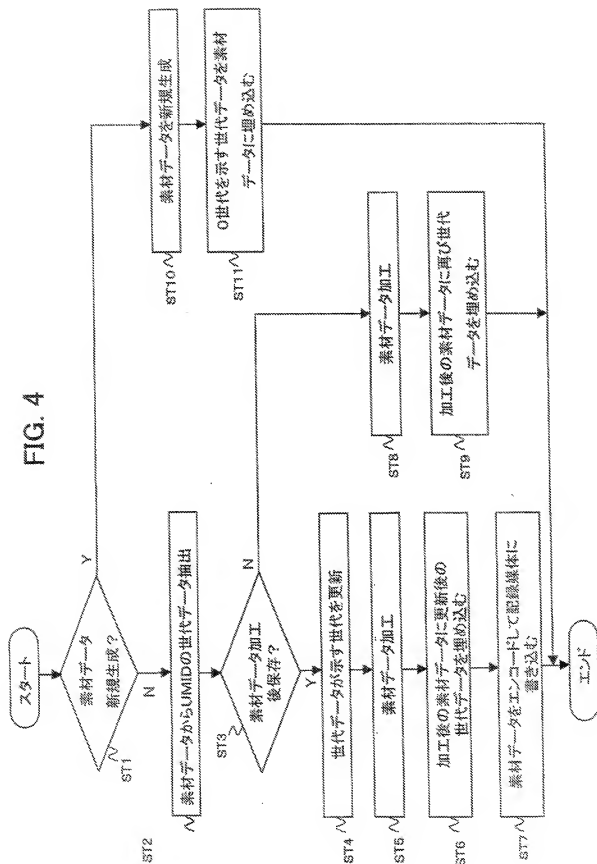 FIG. 4
スタート
素材データ
新規生成?
Y
N
ST1
素材データからUMIDの世代データ抽出
ST2
素材データ加工
後保存?
N
Y
ST3
世代データが示す世代を更新
ST4
素材データ加工
ST5
加工後の素材データに更新後の
世代データを埋め込む
ST6
素材データをエンコードして記録媒体に
書き込む
ST7
素材データ加工
ST8
加工後の素材データに再び世代
データを埋め込む
ST9
素材データを新規生成
ST10
0世代を示す世代データを素材
データに埋め込む
ST11
エンド